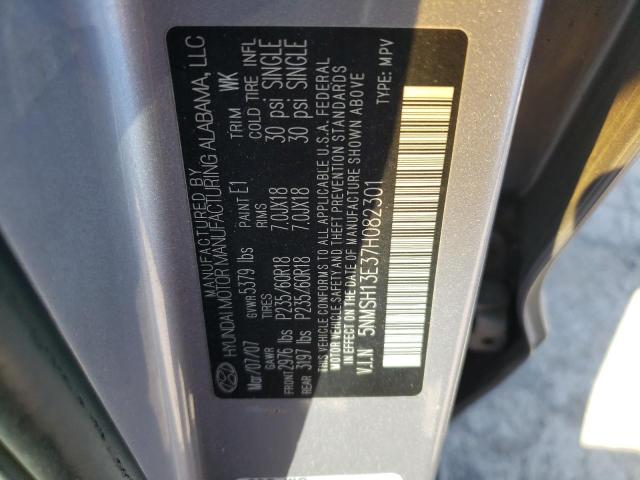 MANUFACTURED BY
HYUNDAI MOTOR MANUFACTURING ALABAMA, LLC
Mar/07/07 GVWR 5379 lbs PAINT E1 TRIM WK
TIRES RIMS COLD TIRE INFL
FRONT 2976 lbs P235/60R18 7.0JX18 30 psi SINGLE
REAR 3197 lbs P235/60R18 7.0JX18 30 psi SINGLE
THIS VEHICLE CONFORMS TO ALL APPLICABLE U.S.A. FEDERAL
MOTOR VEHICLE SAFETY AND THEFT PREVENTION STANDARDS
IN EFFECT ON THE DATE OF MANUFACTURE SHOWN ABOVE
V.I.N 5NMSH13E37H082301 TYPE: MPV